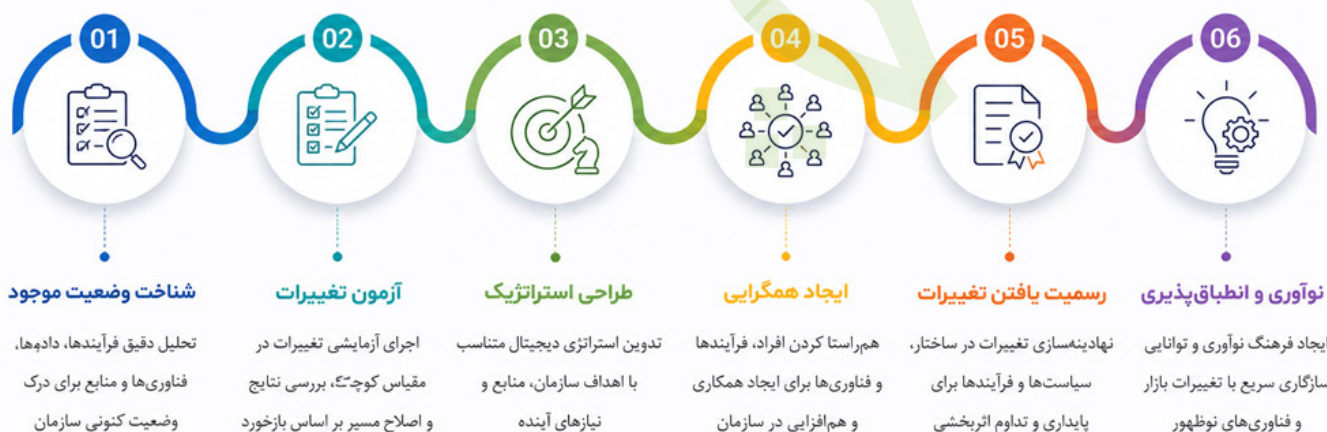 01
شناخت وضعیت موجود
تحلیل دقیق فرآیندها، داده‌ها،
فناوری‌ها و منابع برای درک
وضعیت کنونی سازمان
02
آزمون تغییرات
اجرای آزمایشی تغییرات در
مقیاس کوچک، بررسی نتایج
و اصلاح مسیر بر اساس بازخورد
03
طراحی استراتژیک
تدوین استراتژی دیجیتال متناسب
با اهداف سازمان، منابع و
نیازهای آینده
04
ایجاد همگرایی
هم‌راستا کردن افراد، فرآیندها
و فناوری‌ها برای ایجاد همکاری
و هم‌افزایی در سازمان
05
رسمیت یافتن تغییرات
نهادینه‌سازی تغییرات در ساختار،
سیاست‌ها و فرآیندها برای
پایداری و تداوم اثربخشی
06
نوآوری و انطباق‌پذیری
ایجاد فرهنگ نوآوری و توانایی
سازگاری سریع با تغییرات بازار
و فناوری‌های نوظهور